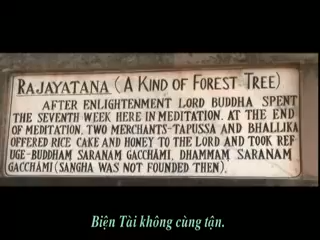 RAJAYATANA (A KIND OF FOREST TREE)
AFTER ENLIGHTENMENT LORD BUDDHA SPENT
THE SEVENTH WEEK HERE IN MEDITATION. AT THE END
OF MEDITATION, TWO MERCHANTS-TAPUSSA AND BHALLIKA
OFFERED RICE CAKE AND HONEY TO THE LORD AND TOOK REF
UGE-BUDDHAM SARANAM GACCHĀMI, DHAMMAM SARANAM
GACCHĀMI (SANGHA WAS NOT FOUNDED THEN).
Biện Tài không cùng tận.